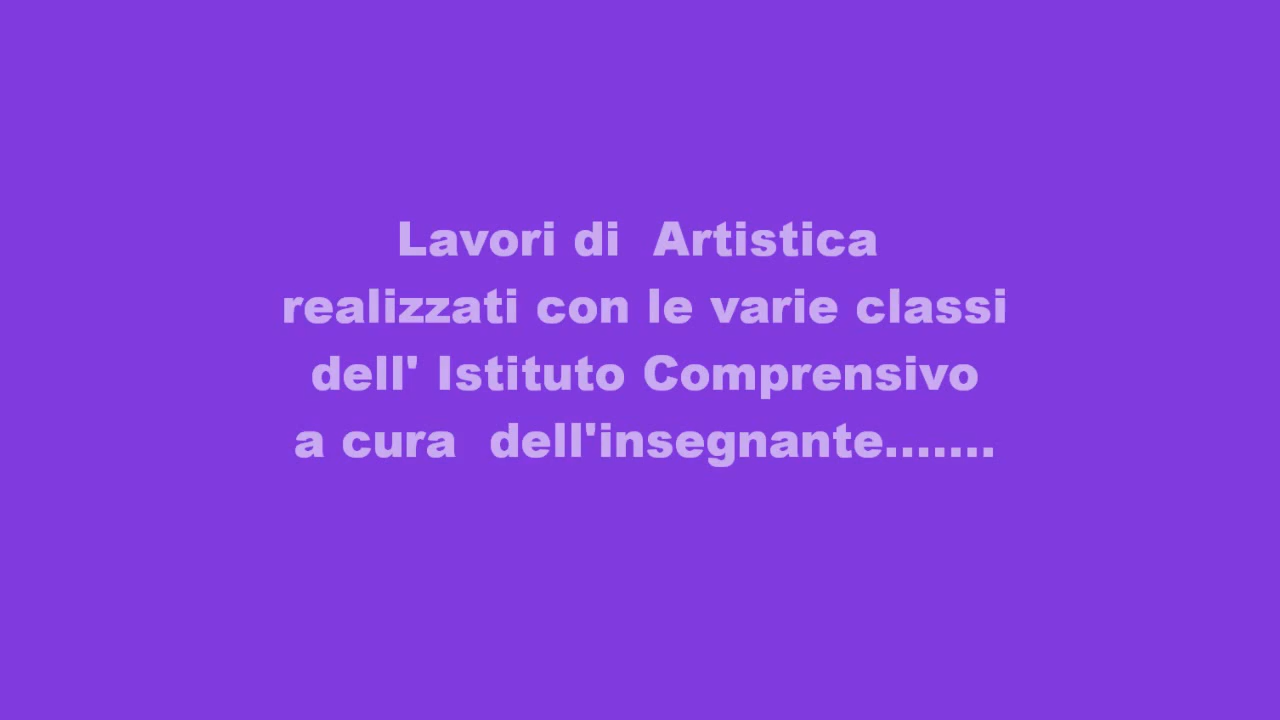 Lavori di  Artistica
realizzati con le varie classi
dell' Istituto Comprensivo
a cura  dell'insegnante.......